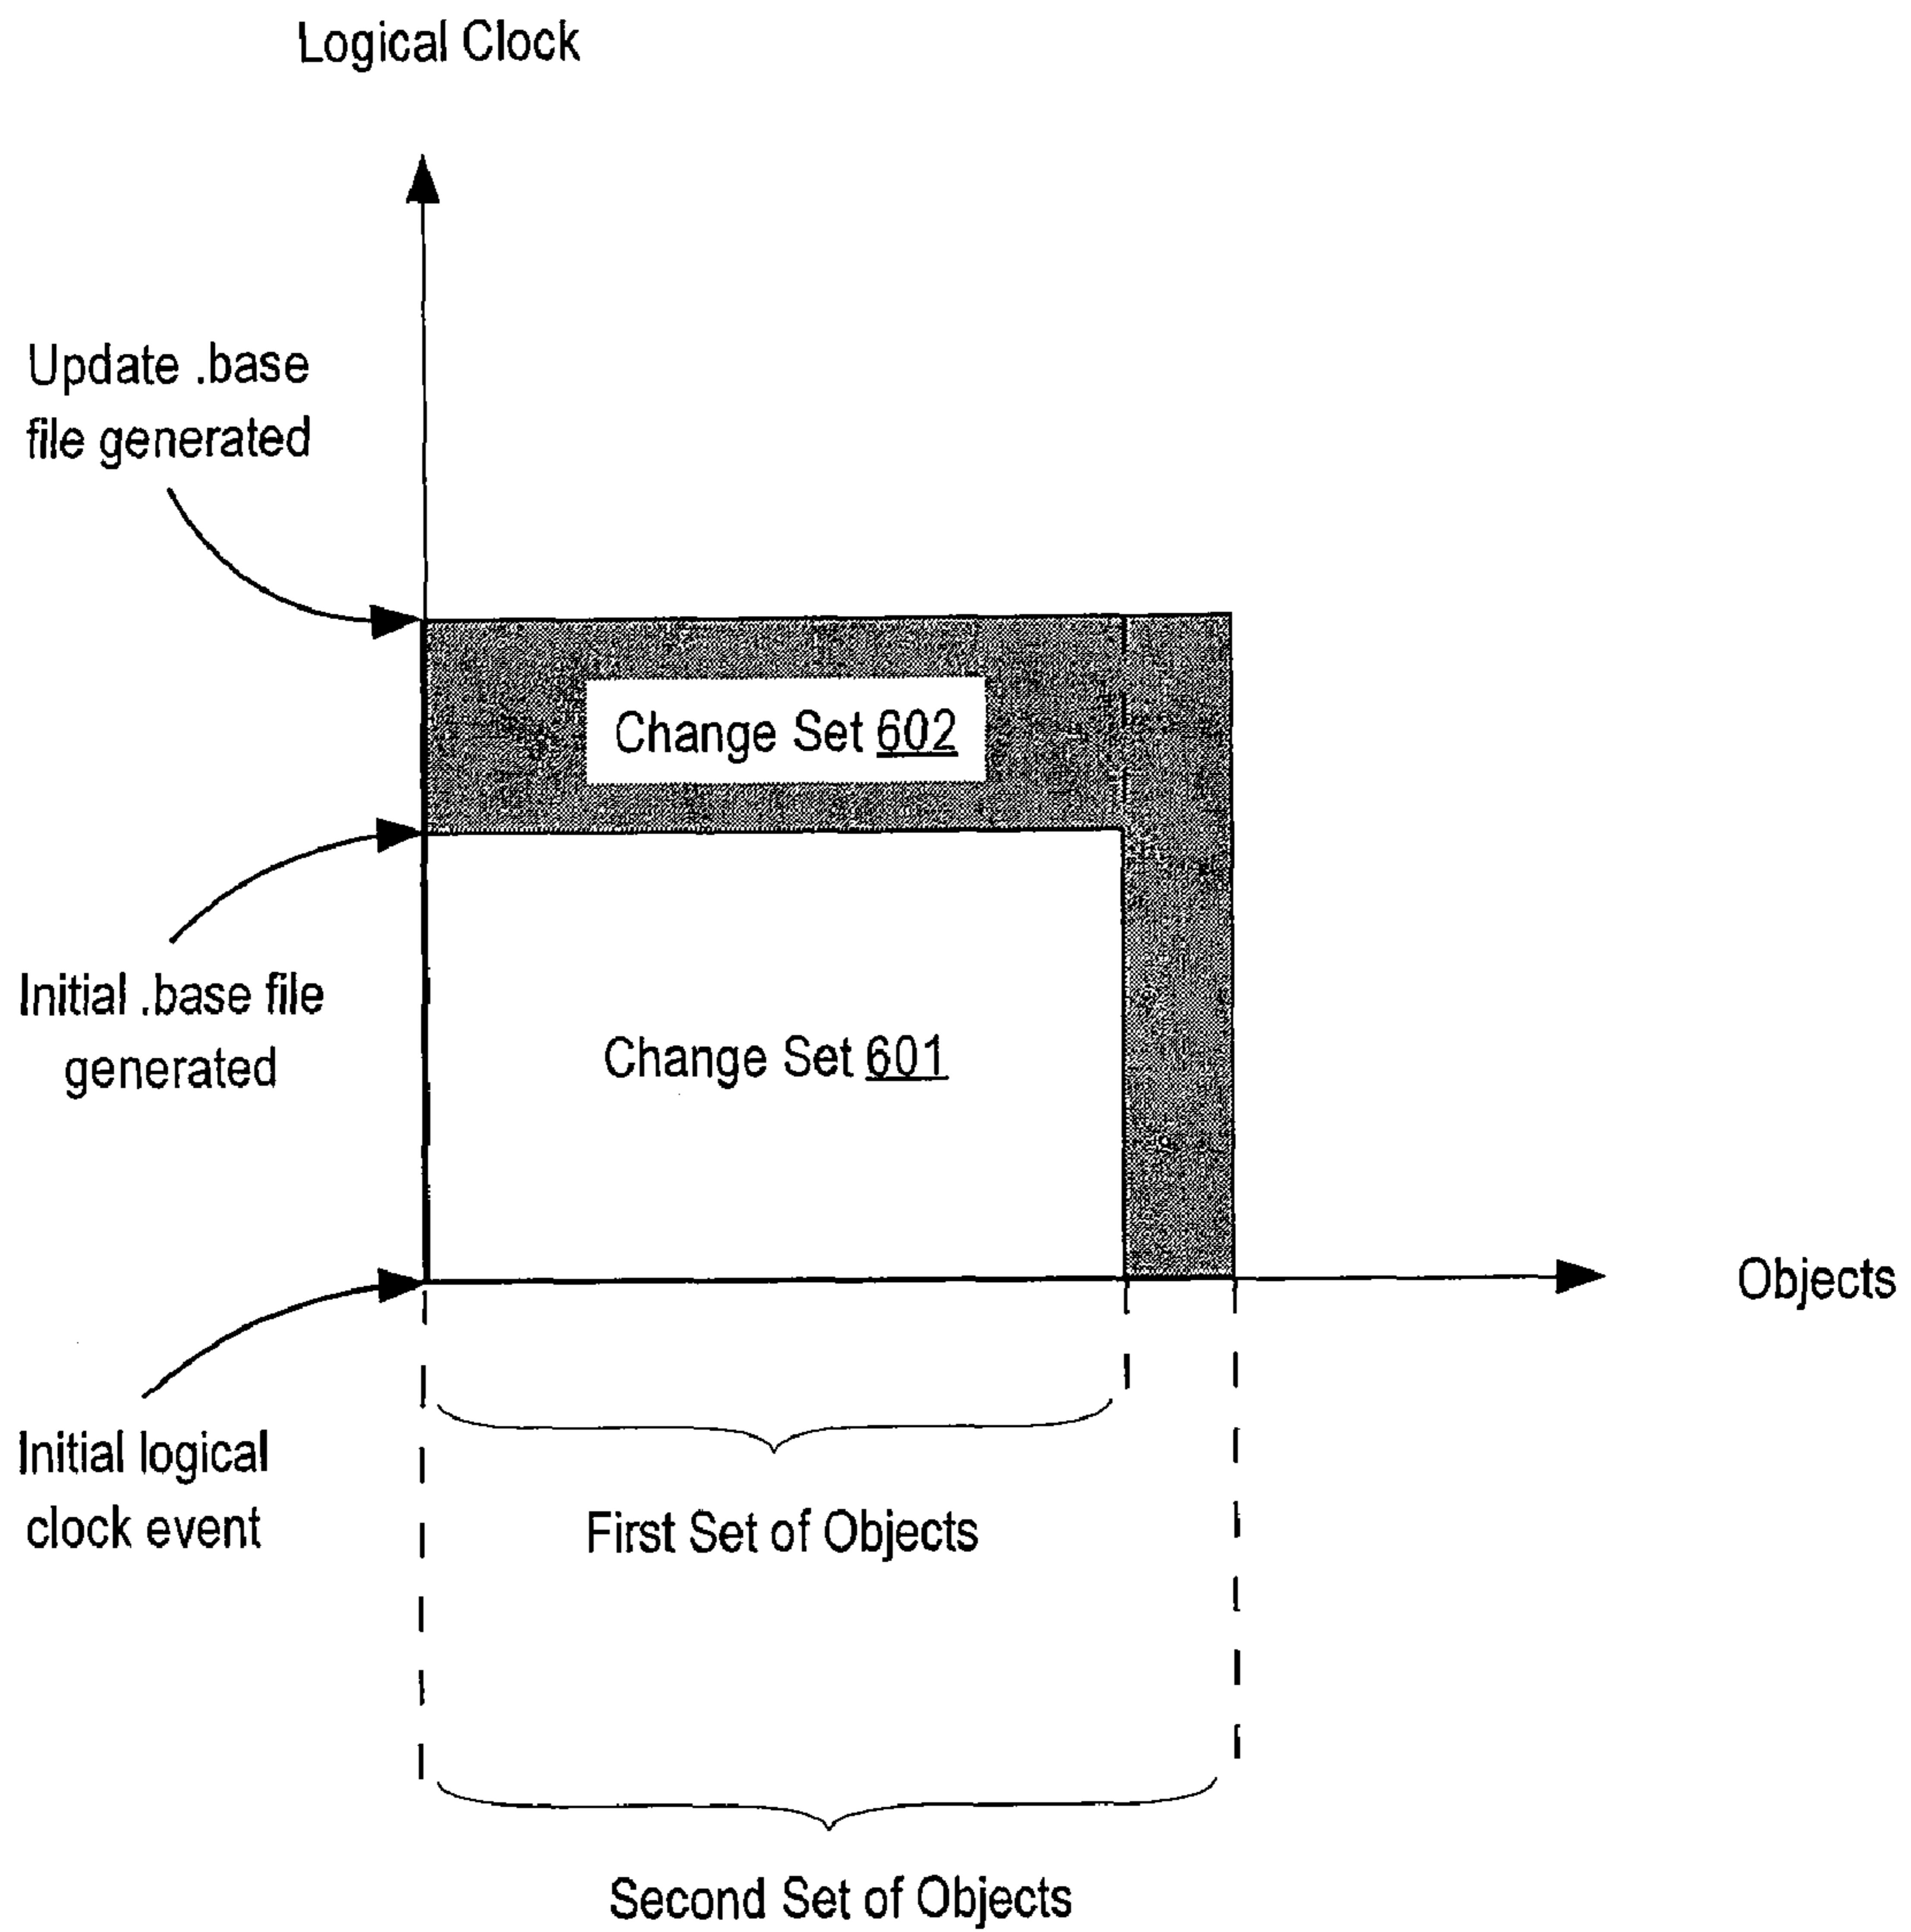 Logical Clock
Update .base
file generated
Change Set 602
Initial .base file
generated
Change Set 601
Objects
Initial logical
clock event
First Set of Objects
Second Set of Objects